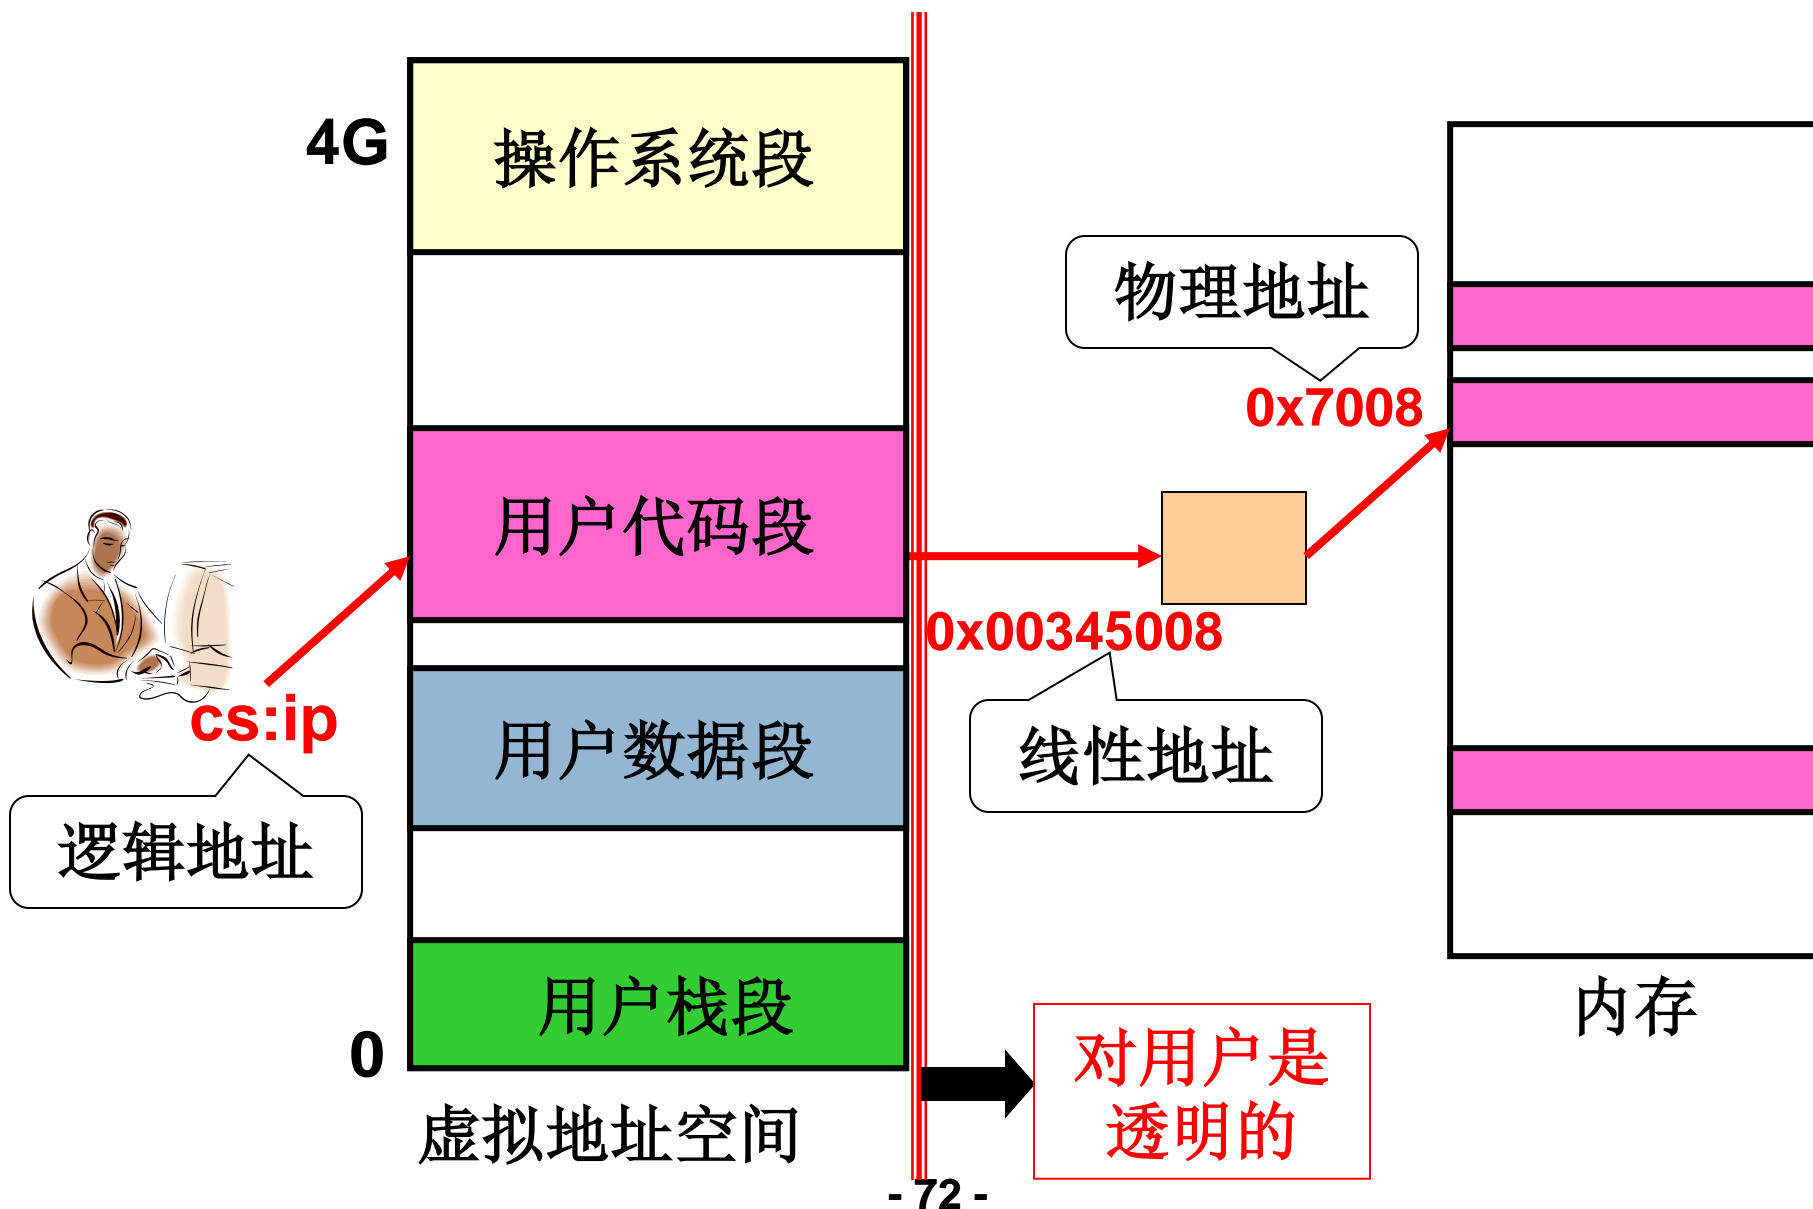 4G
操作系统段
物理地址
0x7008
用户代码段
0x00345008
cs:ip
用户数据段
线性地址
逻辑地址
用户栈段
内存
0
对用户是
透明的
虚拟地址空间
- 72 -